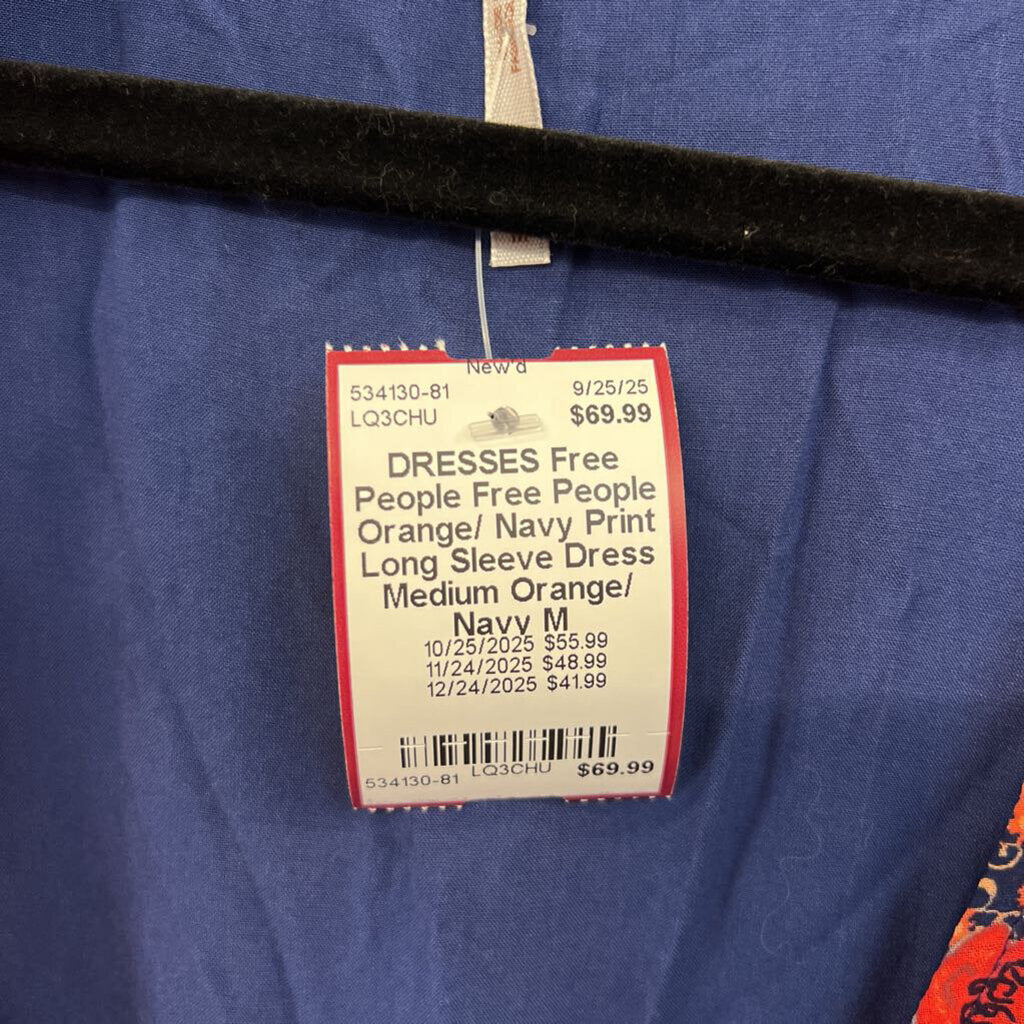 New'd
534130-81 9/25/25
LQ3CHU $69.99
DRESSES Free
People Free People
Orange/ Navy Print
Long Sleeve Dress
Medium Orange/
Navy M
10/25/2025 $55.99
11/24/2025 $48.99
12/24/2025 $41.99
534130-81 LQ3CHU $69.99